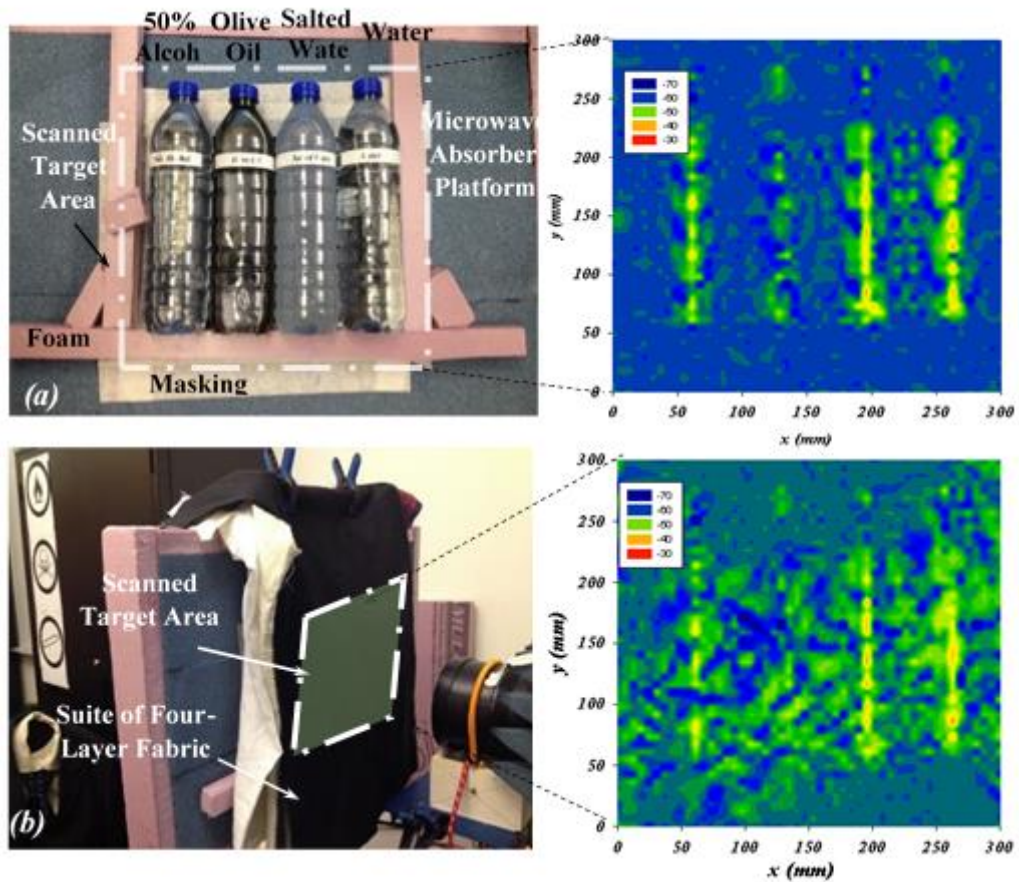 50% Alcoh
Olive Oil
Salted Wate
Water
Scanned Target Area
Microwave Absorber Platform
Foam
Masking
(a)
300
250
200
150
100
50
0
y (mm)
-70
-60
-50
-40
-30
0 50 100 150 200 250 300
x (mm)
Scanned Target Area
Suite of Four-Layer Fabric
(b)
300
250
200
150
100
50
0
y (mm)
-70
-60
-50
-40
-30
0 50 100 150 200 250 300
x (mm)